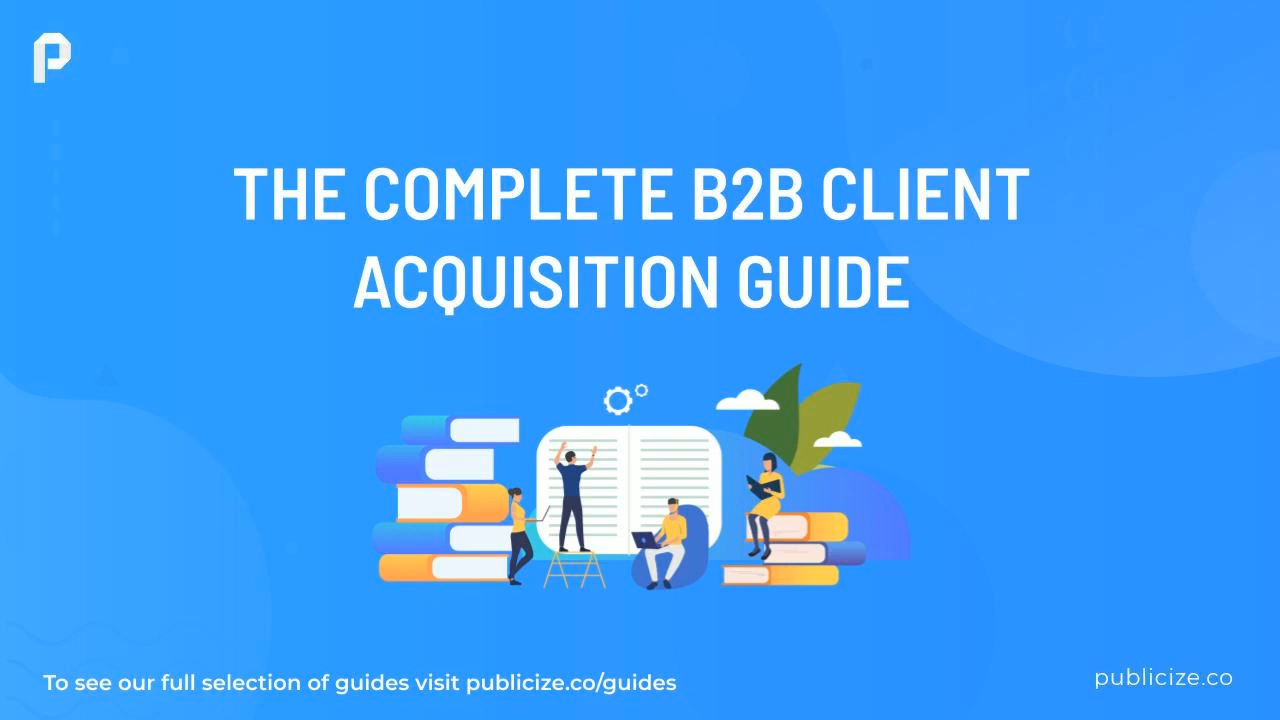 THE COMPLETE B2B CLIENT
ACQUISITION GUIDE
To see our full selection of guides visit publicize.co/guides
publicize.co